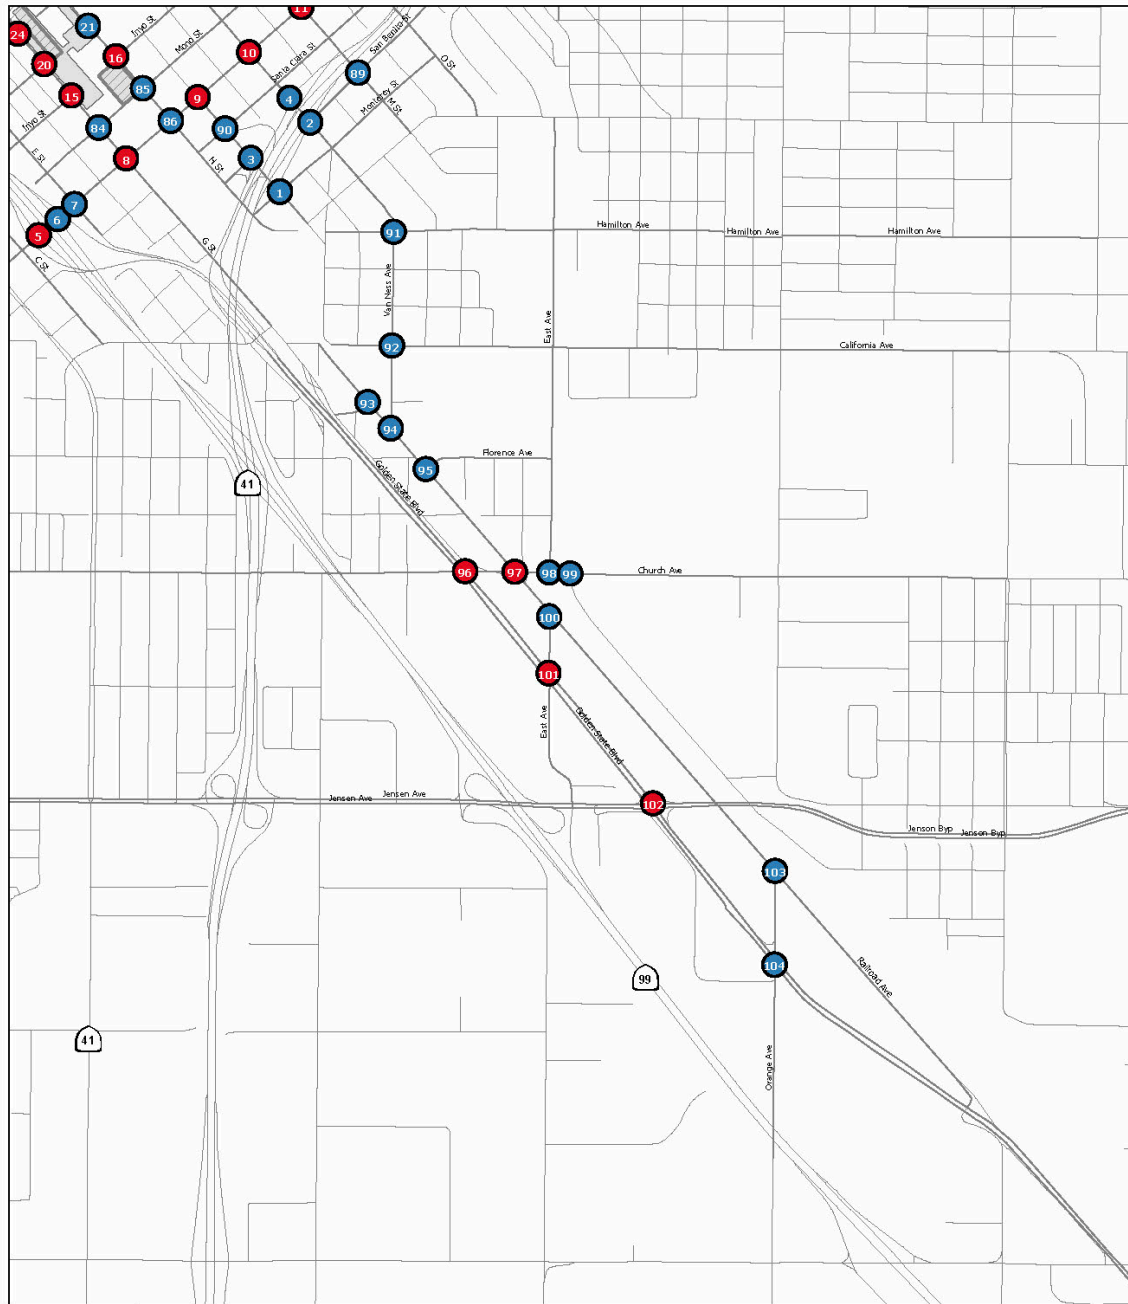 11
24
21
Inyo St
Mono St
San Benito St
16
10
Santa Clara St
O St
20
89
85
Monterey St
15
9
4
M St
Inyo St
86
2
84
90
E St
8
H St
3
1
7
6
5
G St
91
Hamilton Ave
Hamilton Ave
Hamilton Ave
C St
Van Ness Ave
East Ave
92
California Ave
93
94
Florence Ave
95
Golden State Blvd
41
96
97
98
99
Church Ave
100
101
East Ave
Golden State Blvd
Jensen Ave
Jensen Ave
102
Jenson Byp
Jenson Byp
103
104
99
Railroad Ave
41
Orange Ave